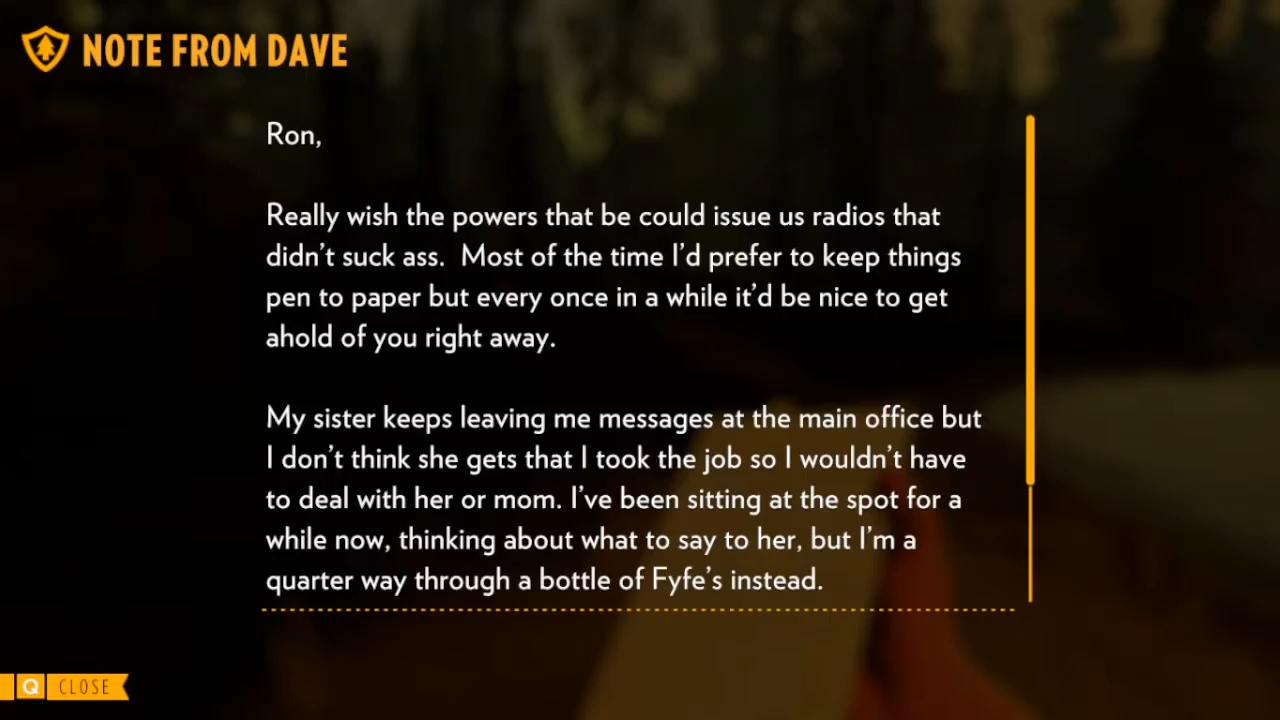 NOTE FROM DAVE
Ron,
Really wish the powers that be could issue us radios that
didn't suck ass.  Most of the time I'd prefer to keep things
pen to paper but every once in a while it'd be nice to get
ahold of you right away.
My sister keeps leaving me messages at the main office but
I don't think she gets that I took the job so I wouldn't have
to deal with her or mom. I've been sitting at the spot for a
while now, thinking about what to say to her, but I'm a
quarter way through a bottle of Fyfe's instead.
Q CLOSE